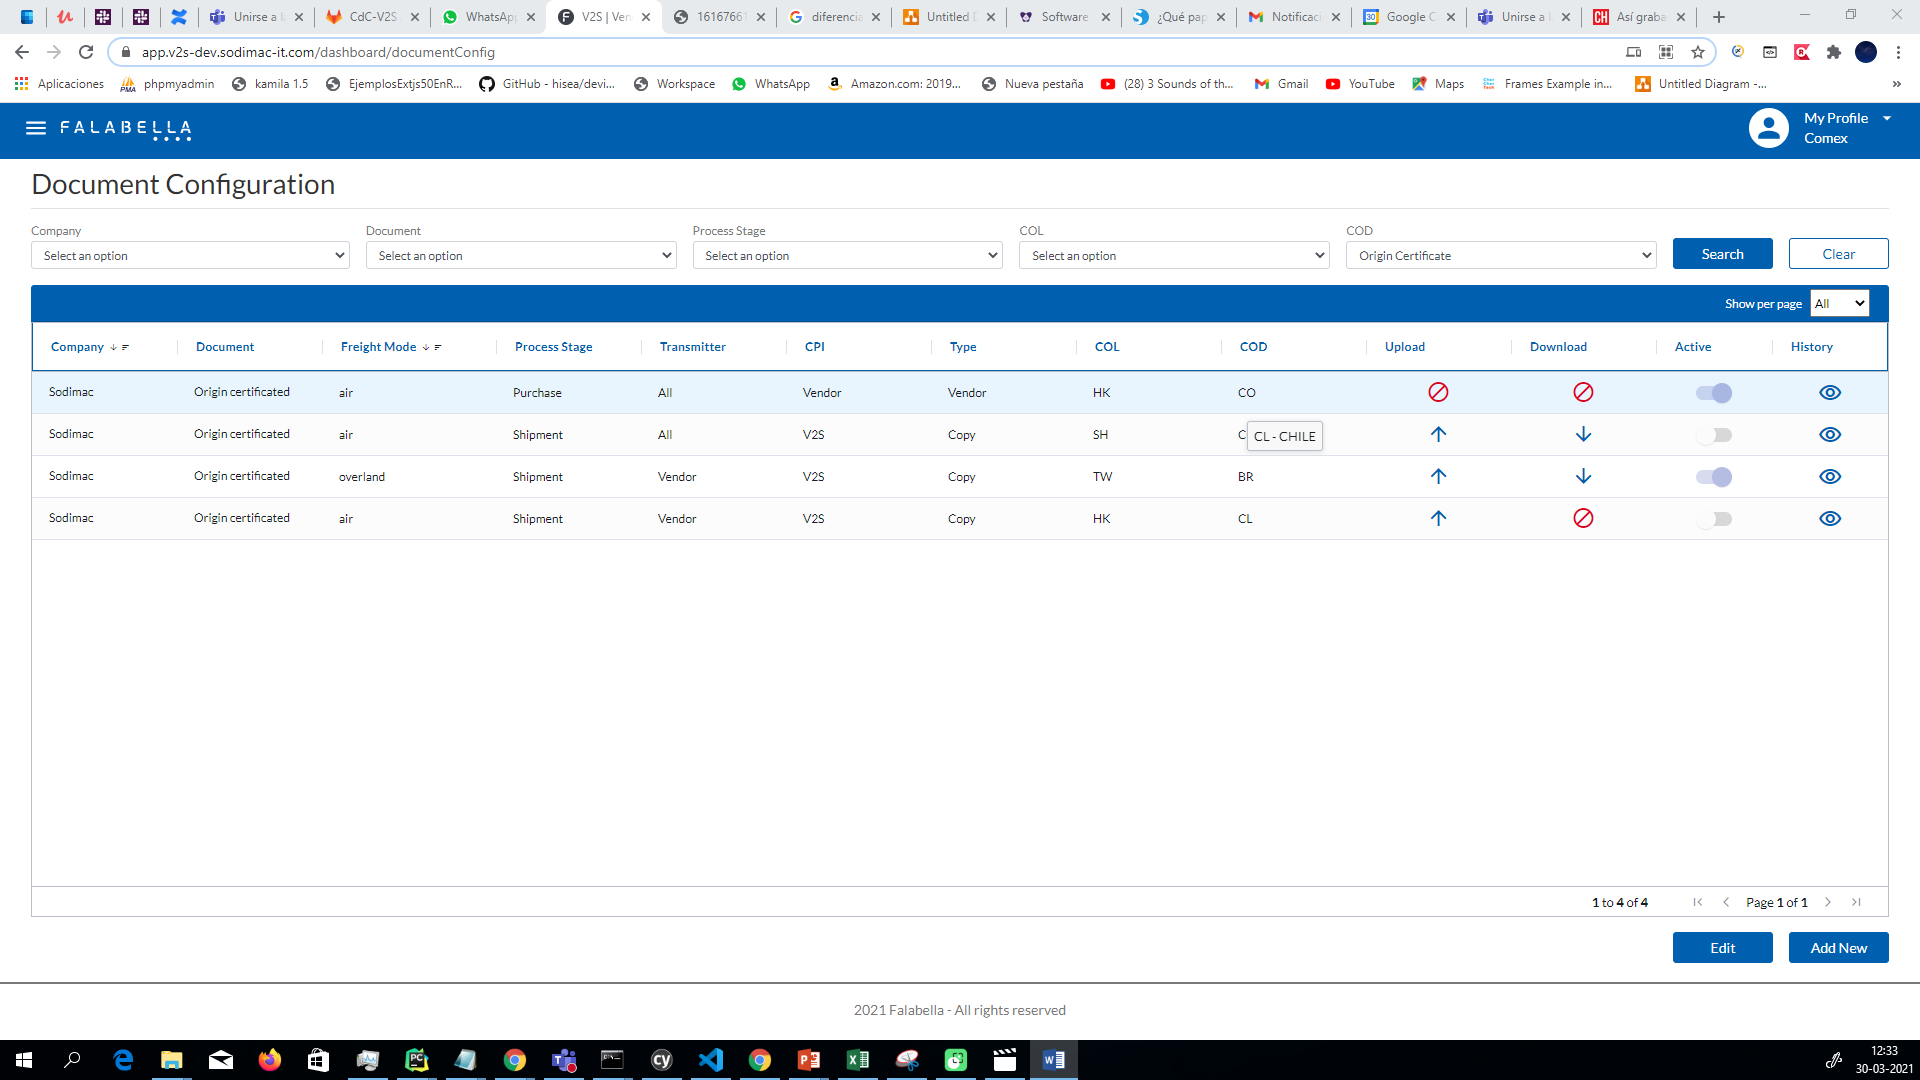 Unirse a l
CdC-V2S
WhatsApp
V2S | Ven
16167661
diferencia
Untitled D
Software
¿Qué pap
Notificaci
Google C
Unirse a l
Así graba
app.v2s-dev.sodimac-it.com/dashboard/documentConfig
Aplicaciones
phpmyadmin
kamila 1.5
EjemplosExtjs50EnR...
GitHub - hisea/devi...
Workspace
WhatsApp
Amazon.com: 2019...
Nueva pestaña
(28) 3 Sounds of th...
Gmail
YouTube
Maps
Frames Example in...
Untitled Diagram -...
FALABELLA
My Profile
Comex
Document Configuration
Company Document Process Stage COL COD
Select an option Select an option Select an option Select an option Origin Certificate Search Clear
Show per page All
Company Document Freight Mode Process Stage Transmitter CPI Type COL COD Upload Download Active History
Sodimac Origin certificated air Purchase All Vendor Vendor HK CO
Sodimac Origin certificated air Shipment All V2S Copy SH C
CL - CHILE
Sodimac Origin certificated overland Shipment Vendor V2S Copy TW BR
Sodimac Origin certificated air Shipment Vendor V2S Copy HK CL
1 to 4 of 4 Page 1 of 1
Edit Add New
2021 Falabella - All rights reserved
12:33
30-03-2021